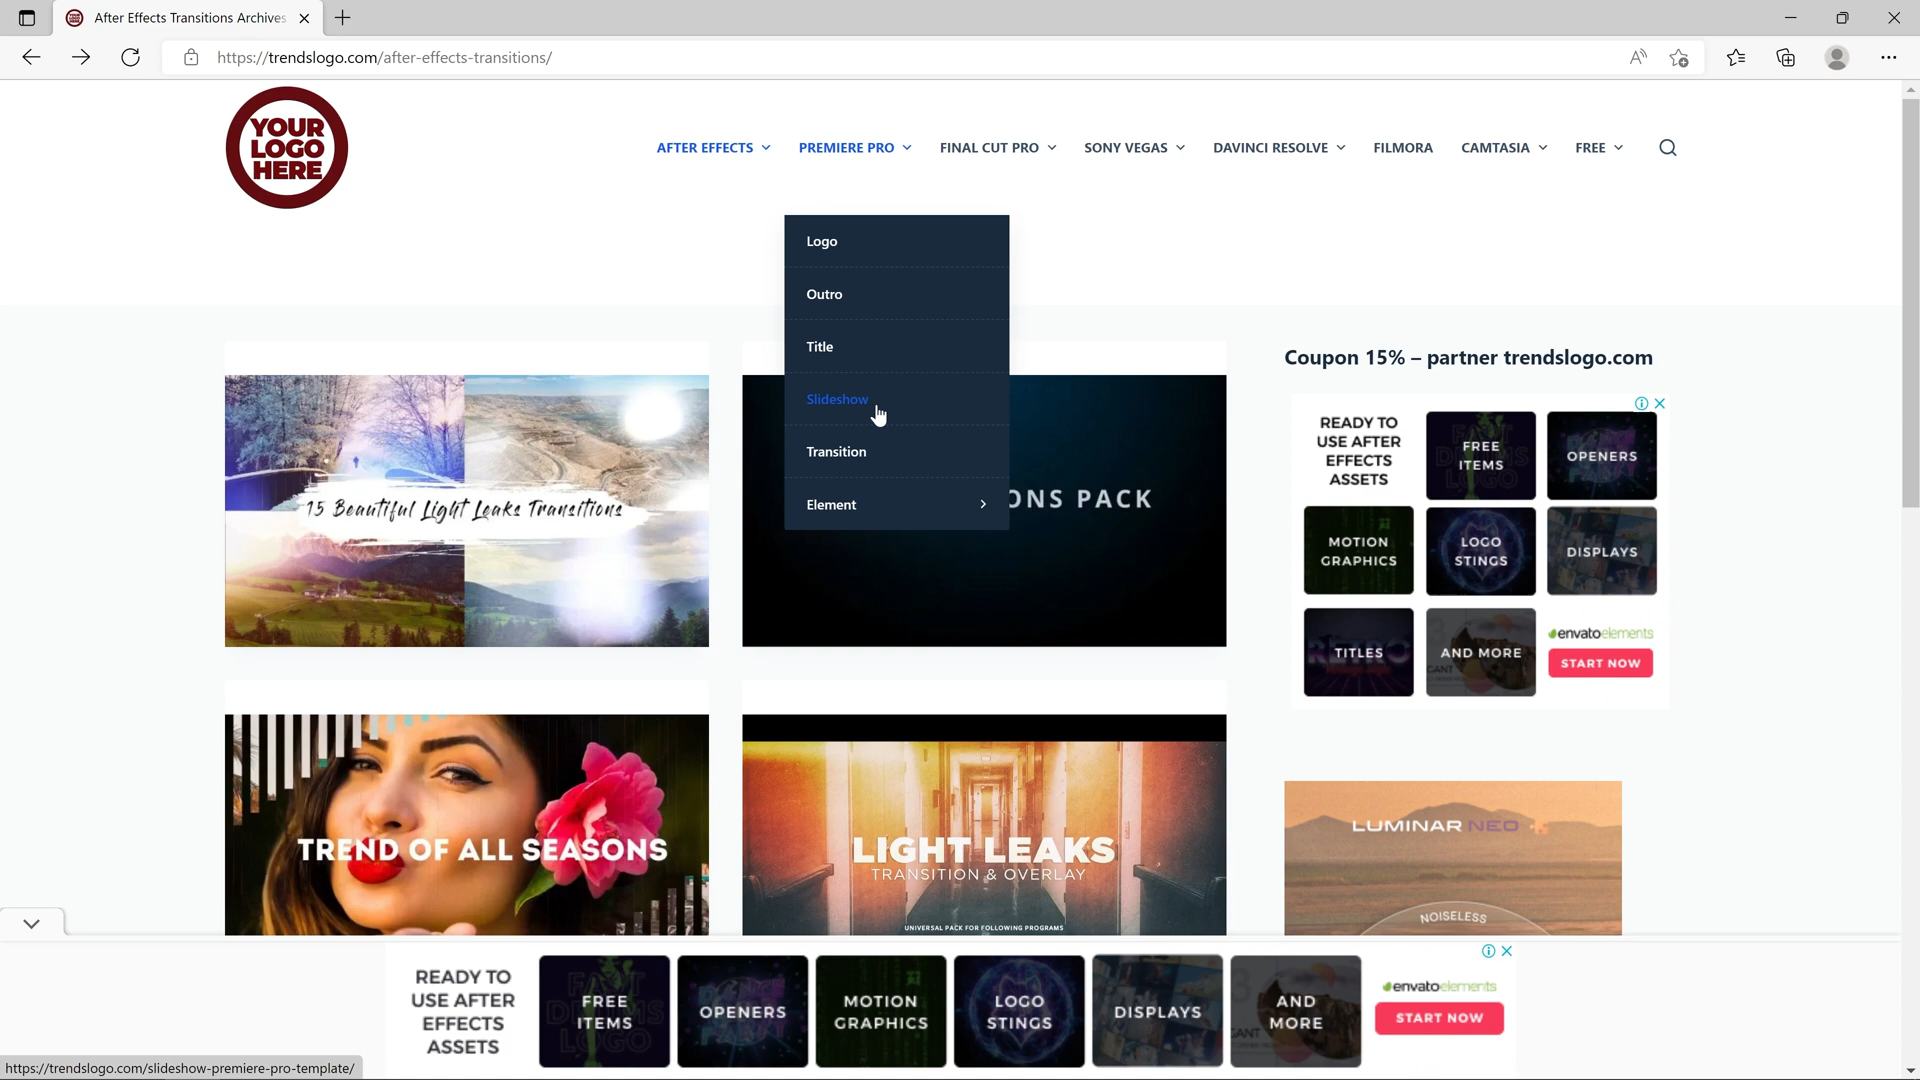 After Effects Transitions Archives
https://trendslogo.com/after-effects-transitions/
YOUR
LOGO
HERE
AFTER EFFECTS
PREMIERE PRO
FINAL CUT PRO
SONY VEGAS
DAVINCI RESOLVE
FILMORA
CAMTASIA
FREE
Logo
Outro
Title
Slideshow
Transition
Element
15 Beautiful Light Leaks Transitions
ONS PACK
Coupon 15% – partner trendslogo.com
READY TO
USE AFTER
EFFECTS
ASSETS
FREE
ITEMS
OPENERS
MOTION
GRAPHICS
LOGO
STINGS
DISPLAYS
TITLES
AND MORE
envatoelements
START NOW
TREND OF ALL SEASONS
LIGHT LEAKS
TRANSITION & OVERLAY
UNIVERSAL PACK FOR FOLLOWING PROGRAMS
LUMINAR NEO
NOISELESS
READY TO
USE AFTER
EFFECTS
ASSETS
FREE
ITEMS
OPENERS
MOTION
GRAPHICS
LOGO
STINGS
DISPLAYS
AND
MORE
envatoelements
START NOW
https://trendslogo.com/slideshow-premiere-pro-template/